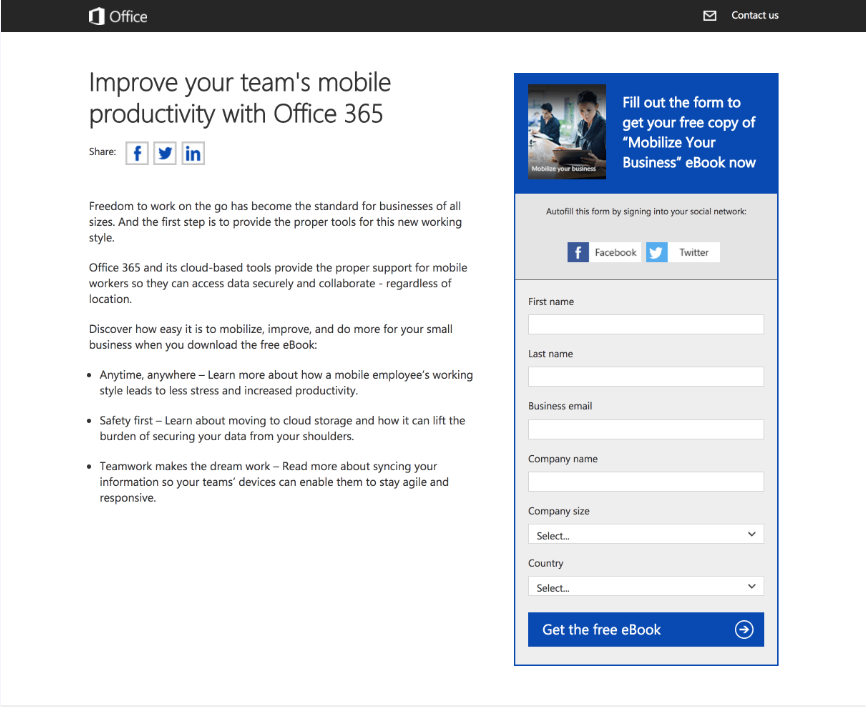 Office
Contact us
Improve your team's mobile
productivity with Office 365
Share:
Freedom to work on the go has become the standard for businesses of all
sizes. And the first step is to provide the proper tools for this new working
style.
Office 365 and its cloud-based tools provide the proper support for mobile
workers so they can access data securely and collaborate - regardless of
location.
Discover how easy it is to mobilize, improve, and do more for your small
business when you download the free eBook:
• Anytime, anywhere – Learn more about how a mobile employee’s working
style leads to less stress and increased productivity.
• Safety first – Learn about moving to cloud storage and how it can lift the
burden of securing your data from your shoulders.
• Teamwork makes the dream work – Read more about syncing your
information so your teams’ devices can enable them to stay agile and
responsive.
Mobilize your business
Fill out the form to
get your free copy of
“Mobilize Your
Business” eBook now
Autofill this form by signing into your social network:
Facebook
Twitter
First name
Last name
Business email
Company name
Company size
Select...
Country
Select...
Get the free eBook